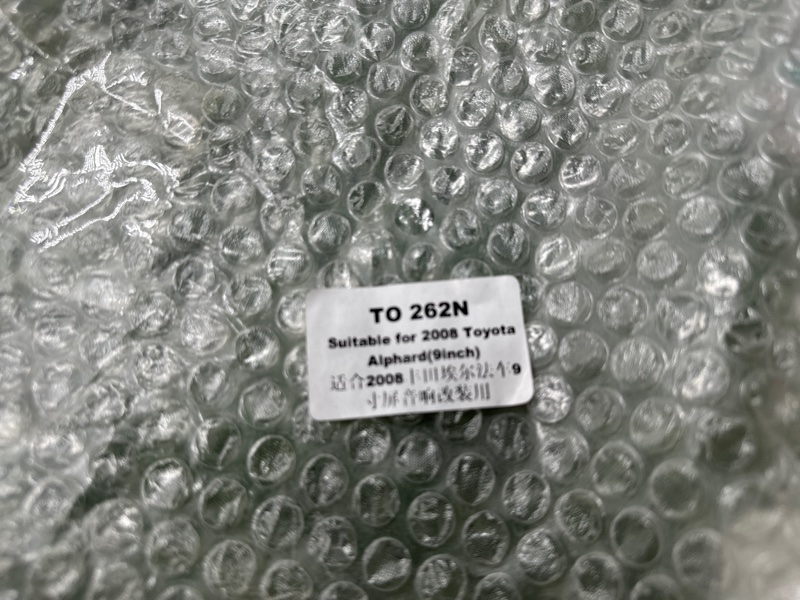 TO 262N
Suitable for 2008 Toyota
Alphard(9inch)
适合2008丰田埃尔法车9
寸屏音响改装用